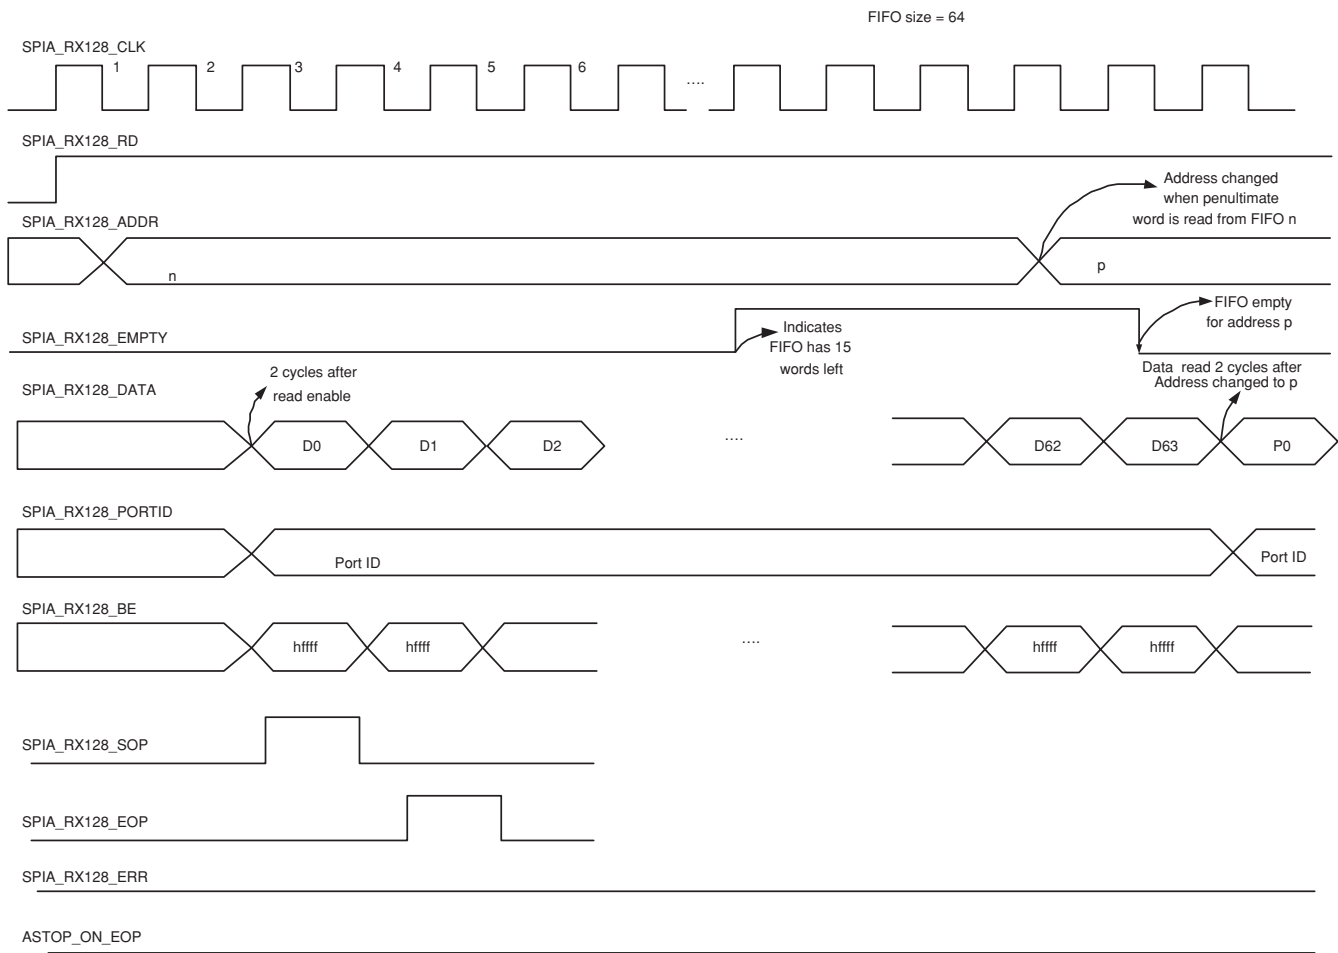 FIFO size = 64
SPIA_RX128_CLK
1 2 3 4 5 6
....
SPIA_RX128_RD
Address changed
when penultimate
word is read from FIFO n
SPIA_RX128_ADDR
n
p
SPIA_RX128_EMPTY
Indicates
FIFO has 15
words left
FIFO empty
for address p
2 cycles after
read enable
Data read 2 cycles after
Address changed to p
SPIA_RX128_DATA
D0 D1 D2 .... D62 D63 P0
SPIA_RX128_PORTID
Port ID
Port ID
SPIA_RX128_BE
hffff hffff .... hffff hffff
SPIA_RX128_SOP
SPIA_RX128_EOP
SPIA_RX128_ERR
ASTOP_ON_EOP